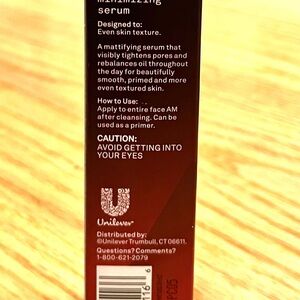 minimizing
serum
Designed to:
Even skin texture.
A mattifying serum that
visibly tightens pores and
rebalances oil throughout
the day for beautifully
smooth, primed and more
even textured skin.
How to Use:
Apply to entire face AM
after cleansing. Can be
used as a primer.
CAUTION:
AVOID GETTING INTO
YOUR EYES
Unilever
Distributed by:
©Unilever Trumbull, CT 06611.
Questions? Comments?
1-800-621-2079